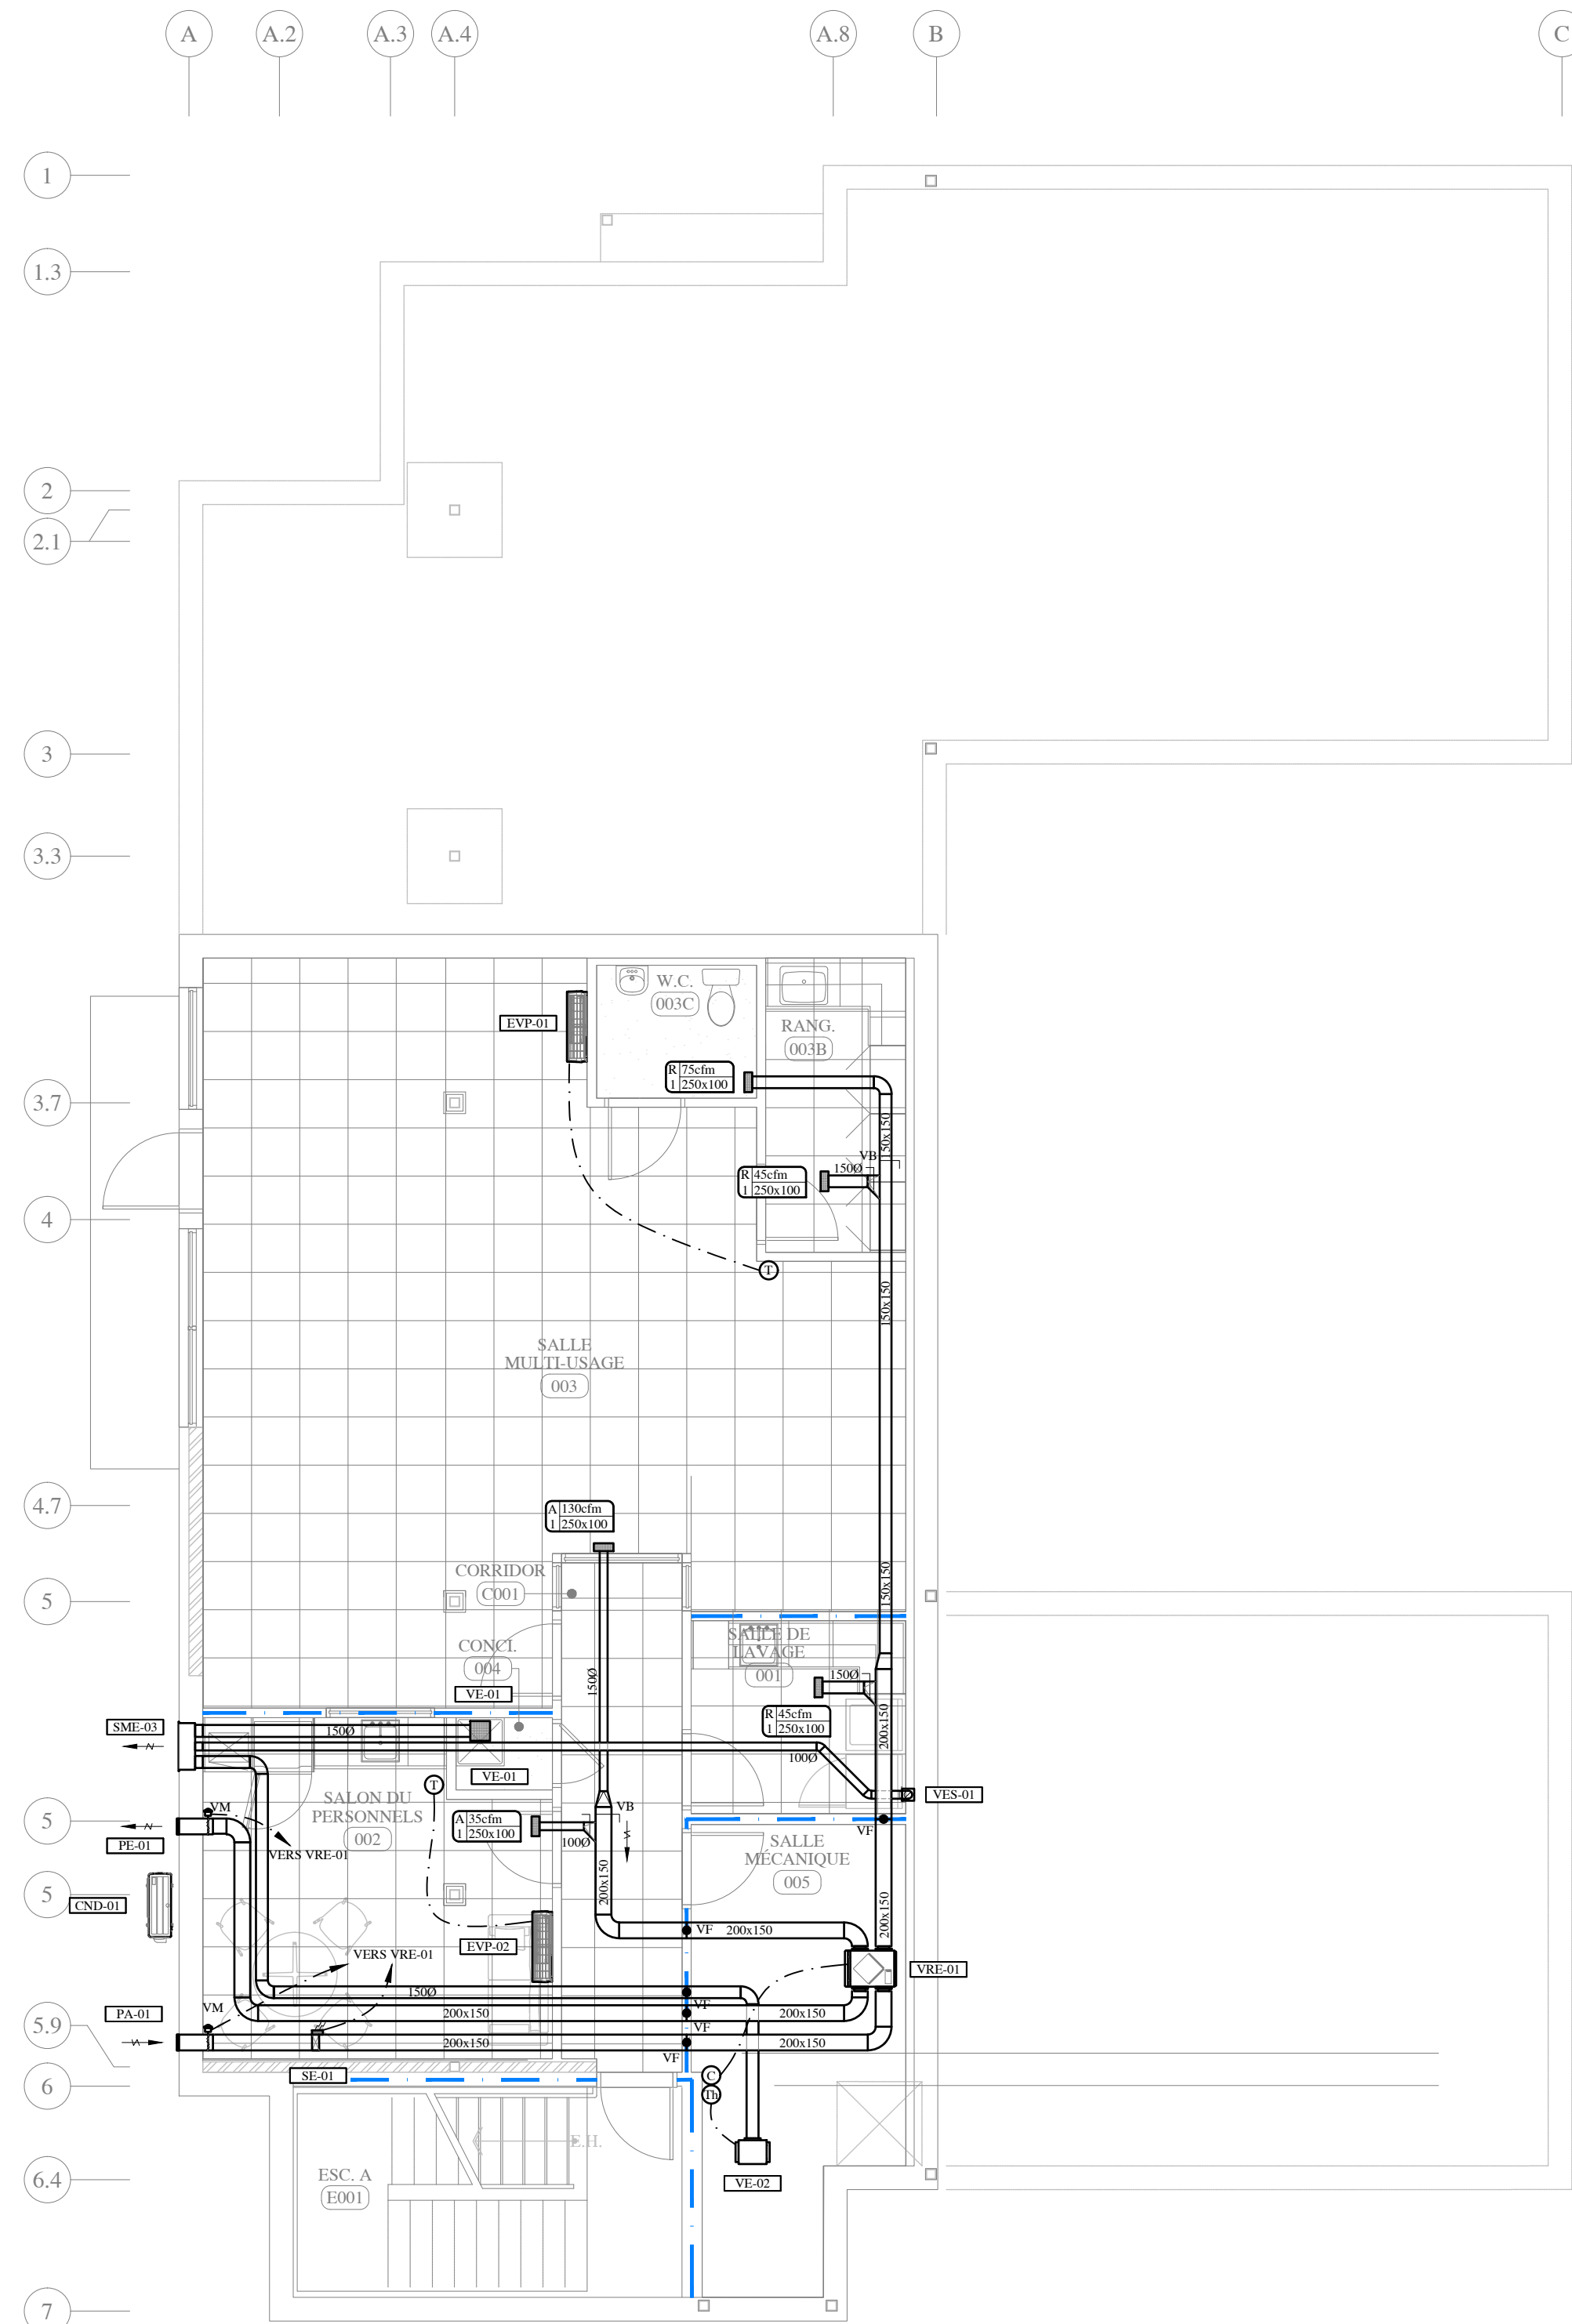 A
A.2
A.3
A.4
A.8
B
C
1
1.3
2
2.1
3
3.3
3.7
4
4.7
5
5
5
5.9
6
6.4
7
W.C.
003C
EVP-01
RANG.
003B
R 75cfm
1 250x100
150x150
VB
150Ø
R 45cfm
1 250x100
T
150x150
SALLE
MULTI-USAGE
003
A 130cfm
1 250x100
CORRIDOR
C001
150x150
CONCI.
004
SALLE DE
LAVAGE
001
150Ø
150Ø
VE-01
R 45cfm
1 250x100
200x150
SME-03
150Ø
100Ø
VE-01
T
VES-01
SALON DU
PERSONNELS
002
VM
VB
A 35cfm
1 250x100
100Ø
VF
PE-01
VERS VRE-01
SALLE
MÉCANIQUE
005
200x150
200x150
CND-01
VF 200x150
EVP-02
VERS VRE-01
VRE-01
150Ø
VM
VF
PA-01
200x150
200x150
VF
200x150
200x150
VF
SE-01
C
Th
E.H.
ESC. A
E001
VE-02